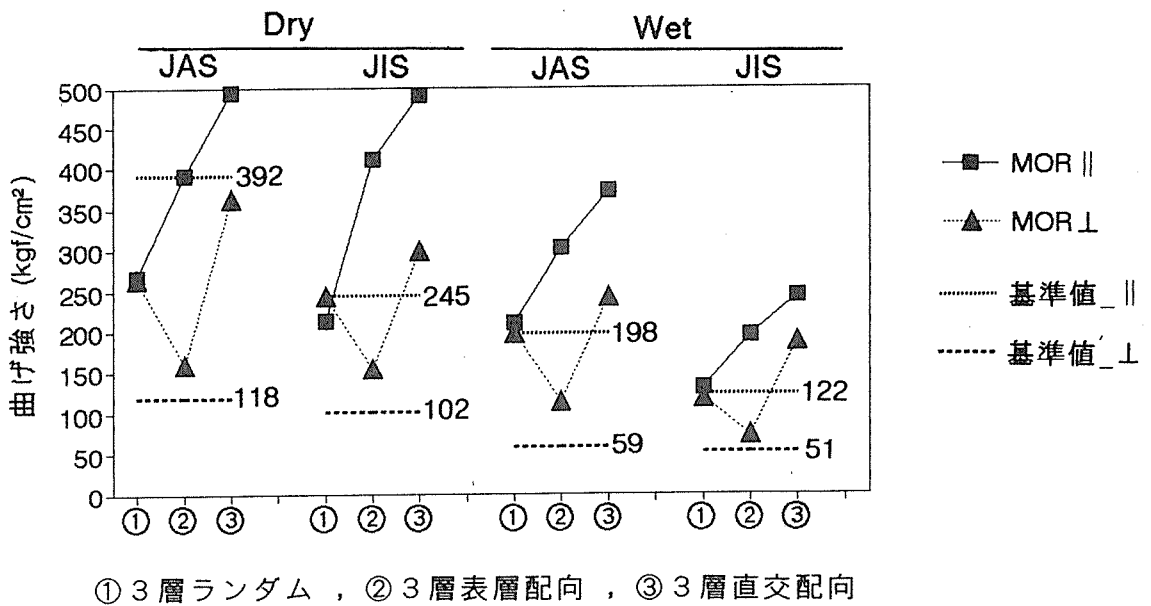 Dry Wet
JAS JIS JAS JIS
曲げ強さ (kgf/cm²)
500
450
400
350
300
250
200
150
100
50
0
392
118
245
102
198
59
122
51
① ② ③ ① ② ③ ① ② ③ ① ② ③
MOR ∥
MOR⊥
基準値_∥
基準値_⊥
①3層ランダム , ②3層表層配向 , ③3層直交配向